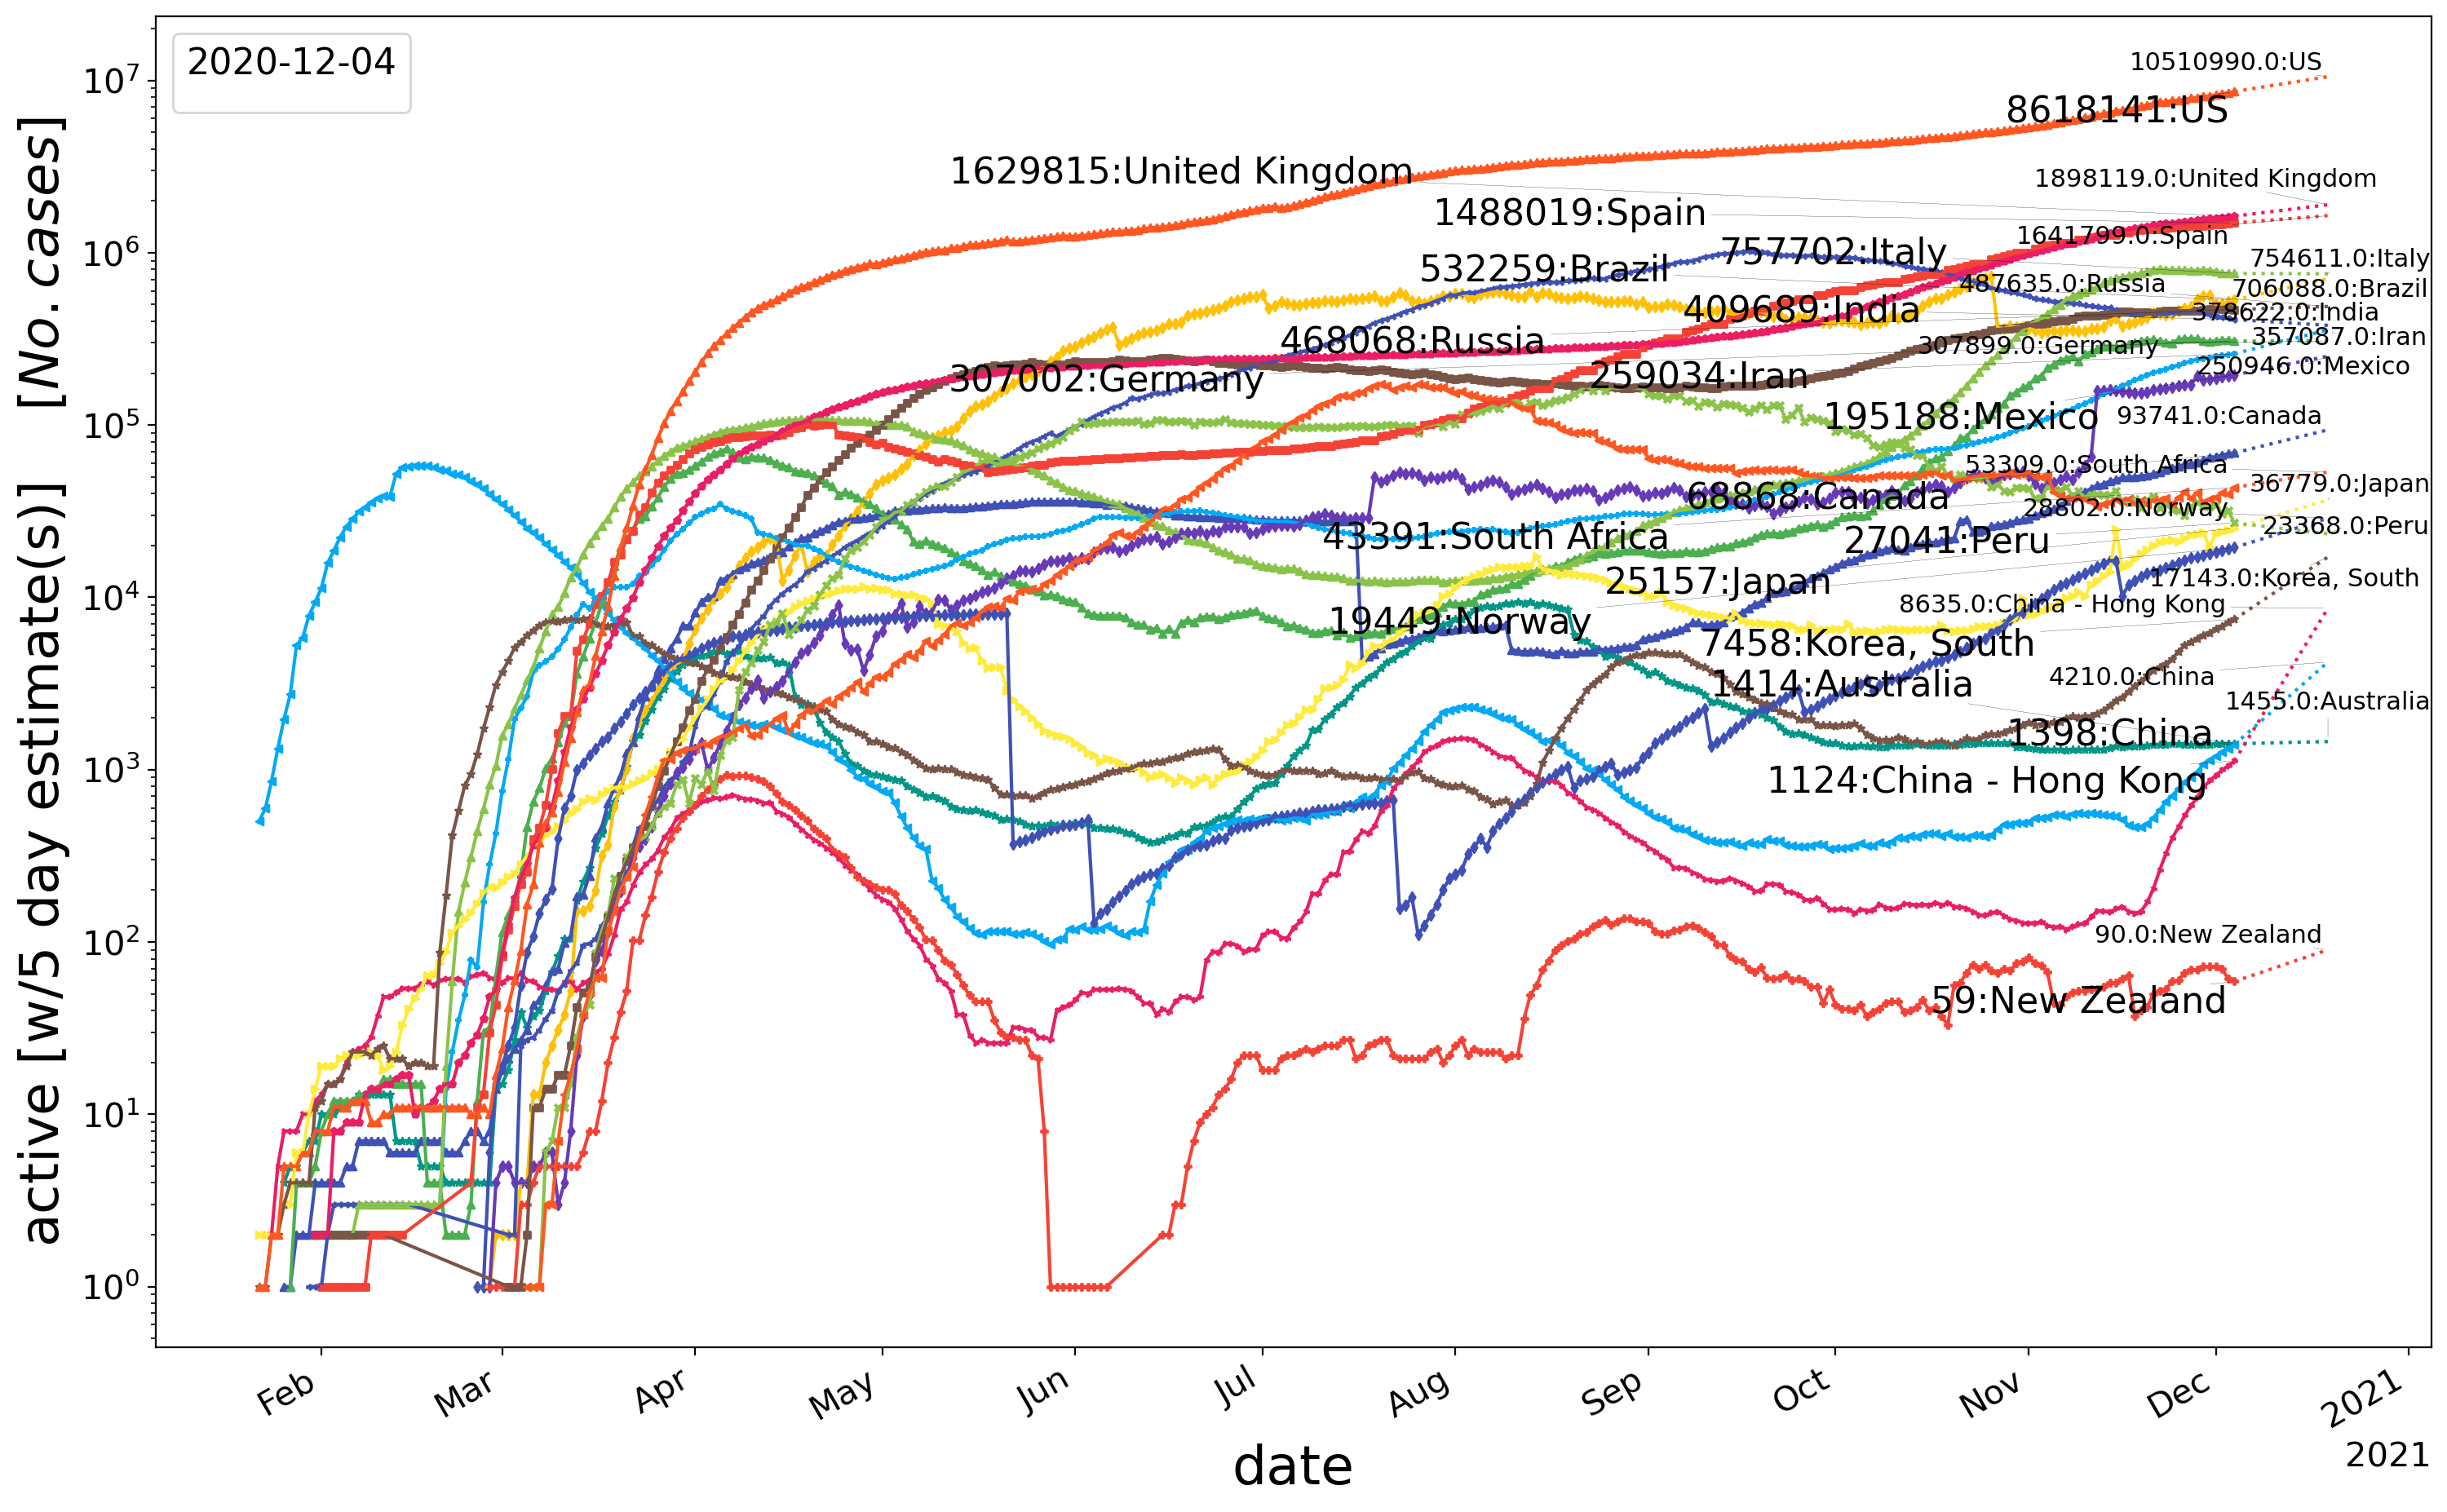 2020-12-04
10510990.0:US
8618141:US
1629815:United Kingdom
1898119.0:United Kingdom
1488019:Spain
1641799.0:Spain
757702:Italy
754611.0:Italy
532259:Brazil
487635.0:Russia
706088.0:Brazil
409689:India
378622.0:India
468068:Russia
357087.0:Iran
307899.0:Germany
250946.0:Mexico
307002:Germany
259034:Iran
195188:Mexico
93741.0:Canada
53309.0:South Africa
36779.0:Japan
68868:Canada
28802.0:Norway
23368.0:Peru
43391:South Africa
27041:Peru
25157:Japan
17143.0:Korea, South
8635.0:China - Hong Kong
19449:Norway
7458:Korea, South
4210.0:China
1414:Australia
1455.0:Australia
1398:China
1124:China - Hong Kong
90.0:New Zealand
59:New Zealand
10⁷
10⁶
10⁵
10⁴
10³
10²
10¹
10⁰
active [w/5 day estimate(s)] [No. cases]
Feb
Mar
Apr
May
Jun
Jul
Aug
Sep
Oct
Nov
Dec
2021
2021
date